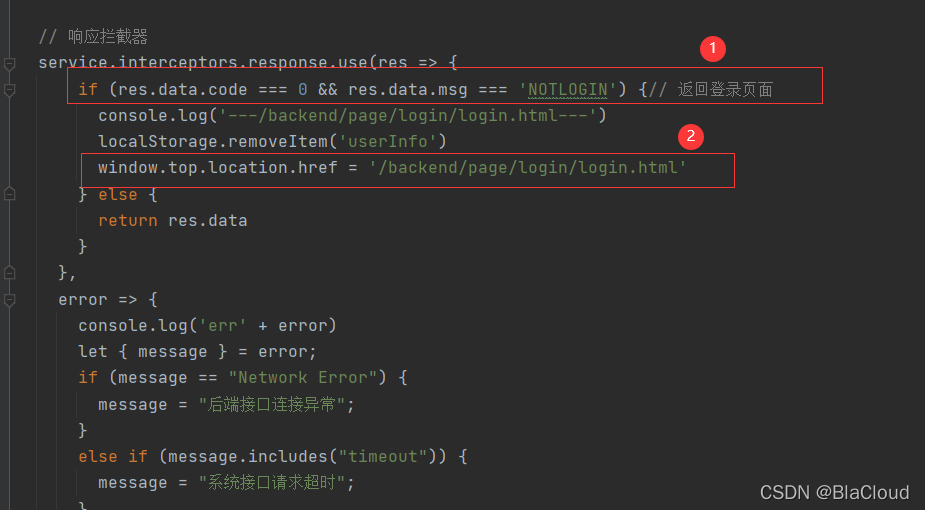 // 响应拦截器
1
service.interceptors.response.use(res => {
if (res.data.code === 0 && res.data.msg === 'NOTLOGIN') {// 返回登录页面
console.log('---/backend/page/login/login.html---')
2
localStorage.removeItem('userInfo')
window.top.location.href = '/backend/page/login/login.html'
} else {
return res.data
}
},
error => {
console.log('err' + error)
let { message } = error;
if (message == "Network Error") {
message = "后端接口连接异常";
}
else if (message.includes("timeout")) {
message = "系统接口请求超时";
}
CSDN @BlaCloud